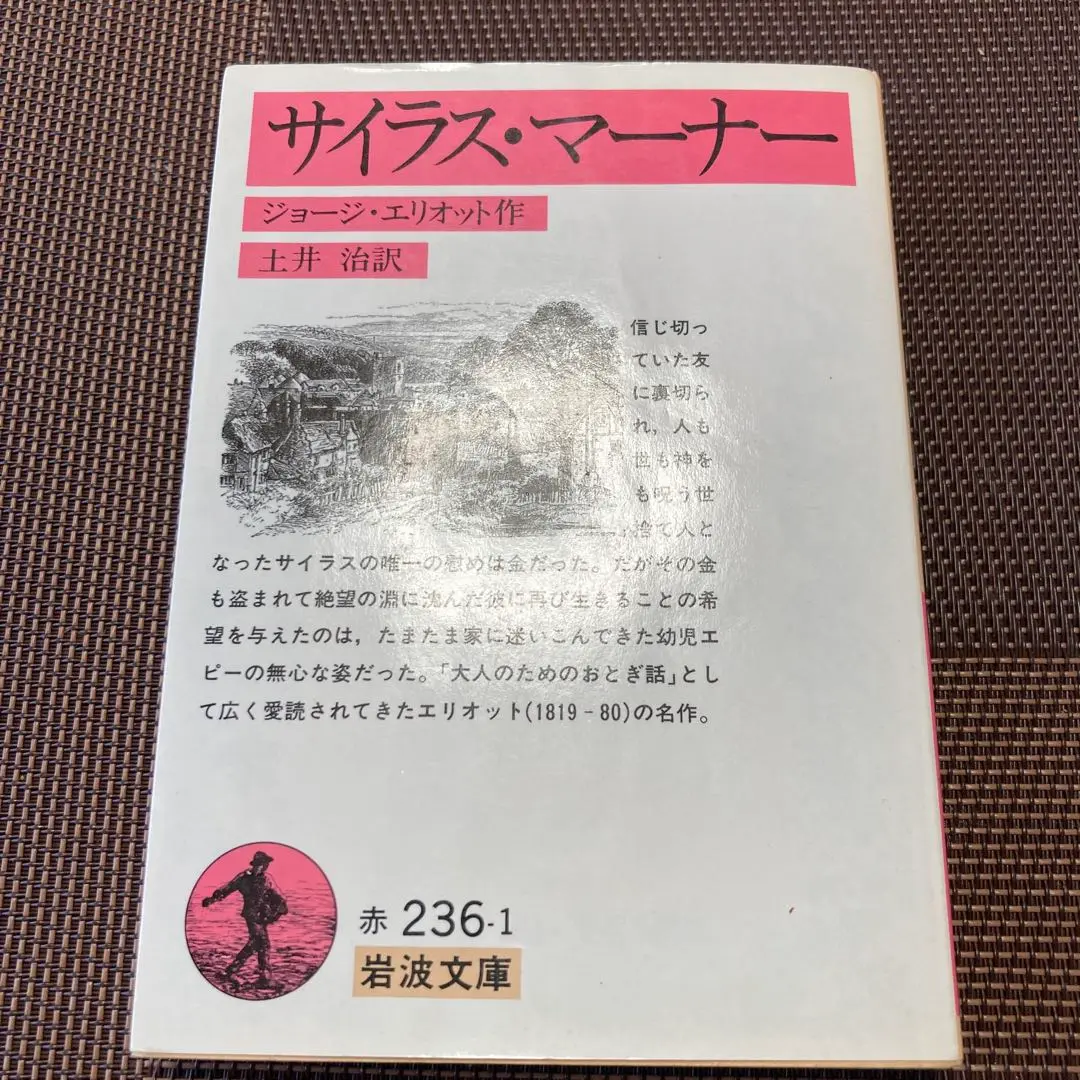 サイラス・マーナー
ジョージ・エリオット作
土井 治訳
信じ切っ
ていた友
に裏切ら
れ，人も
世も神を
も呪う世
捨て人と
なったサイラスの唯一の慰めは金だった。だがその金
も盗まれて絶望の淵に沈んだ彼に再び生きることの希
望を与えたのは，たまたま家に迷いこんできた幼児エ
ピーの無心な姿だった。「大人のためのおとぎ話」とし
て広く愛読されてきたエリオット(1819－80)の名作。
赤 236-1
岩波文庫